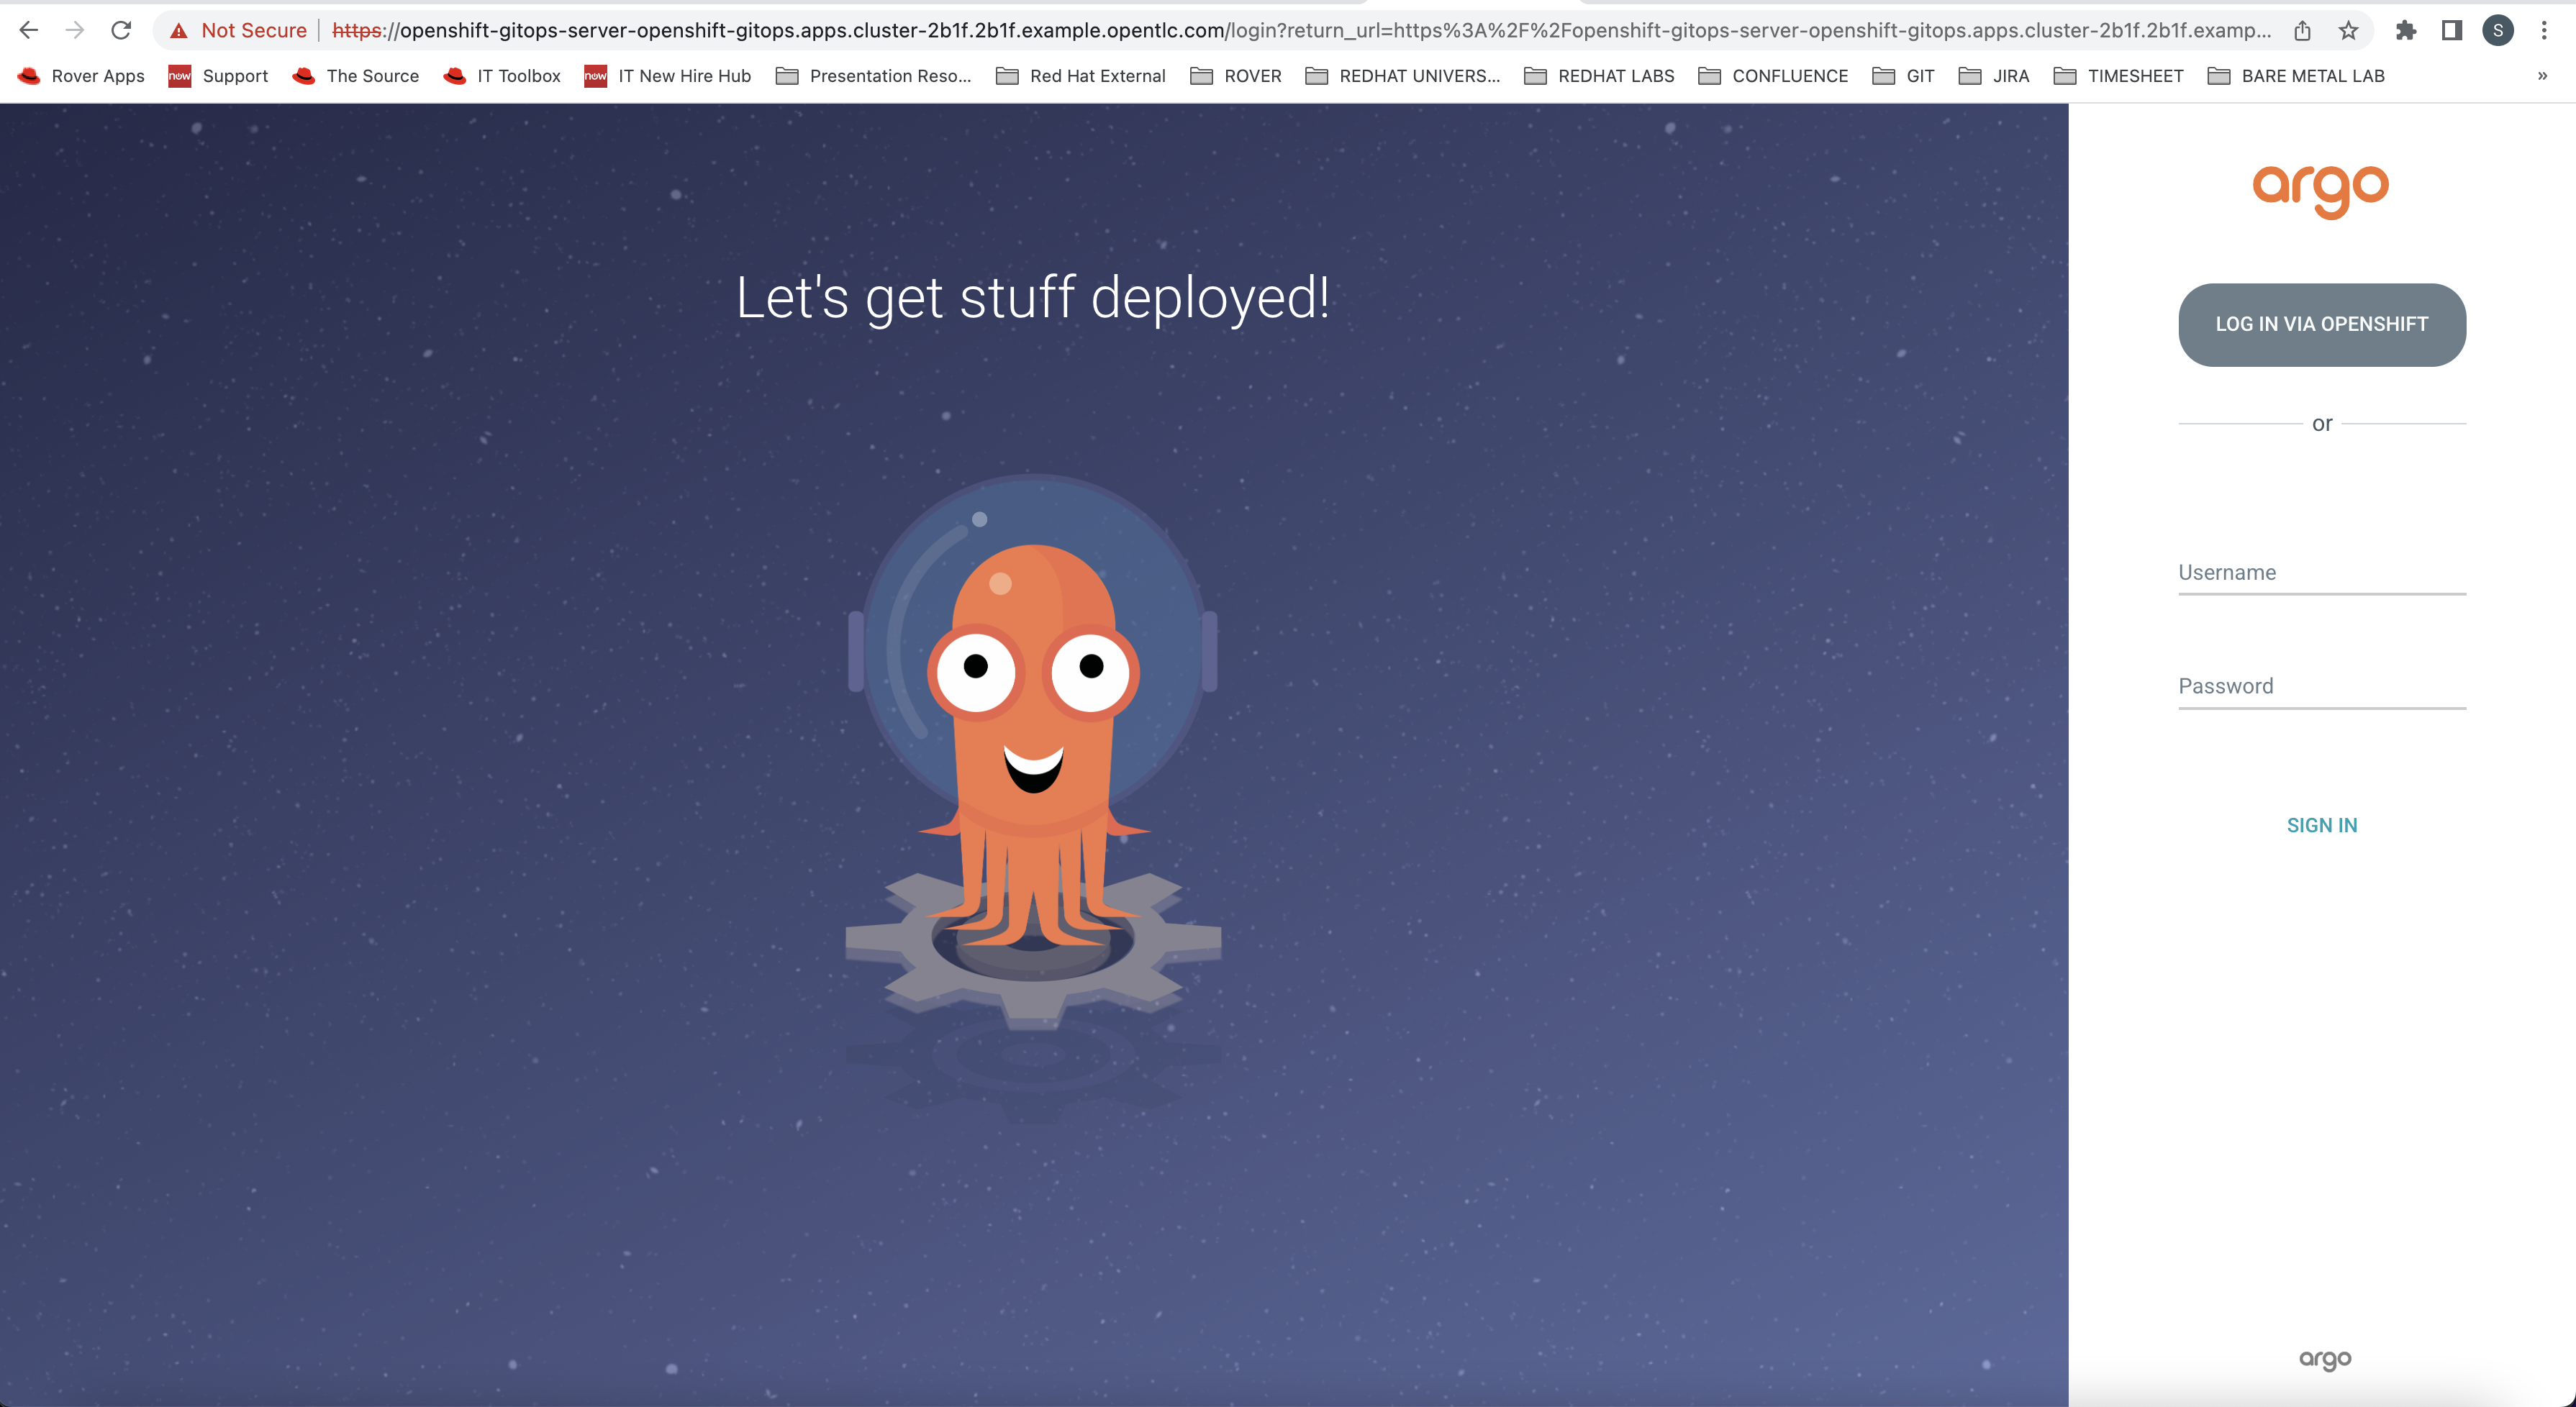 Not Secure
https://openshift-gitops-server-openshift-gitops.apps.cluster-2b1f.2b1f.example.opentlc.com/login?return_url=https%3A%2F%2Fopenshift-gitops-server-openshift-gitops.apps.cluster-2b1f.2b1f.examp...
S
Rover Apps
now Support
The Source
IT Toolbox
now IT New Hire Hub
Presentation Reso...
Red Hat External
ROVER
REDHAT UNIVERS...
REDHAT LABS
CONFLUENCE
GIT
JIRA
TIMESHEET
BARE METAL LAB
»
Let's get stuff deployed!
argo
LOG IN VIA OPENSHIFT
or
Username
Password
SIGN IN
argo